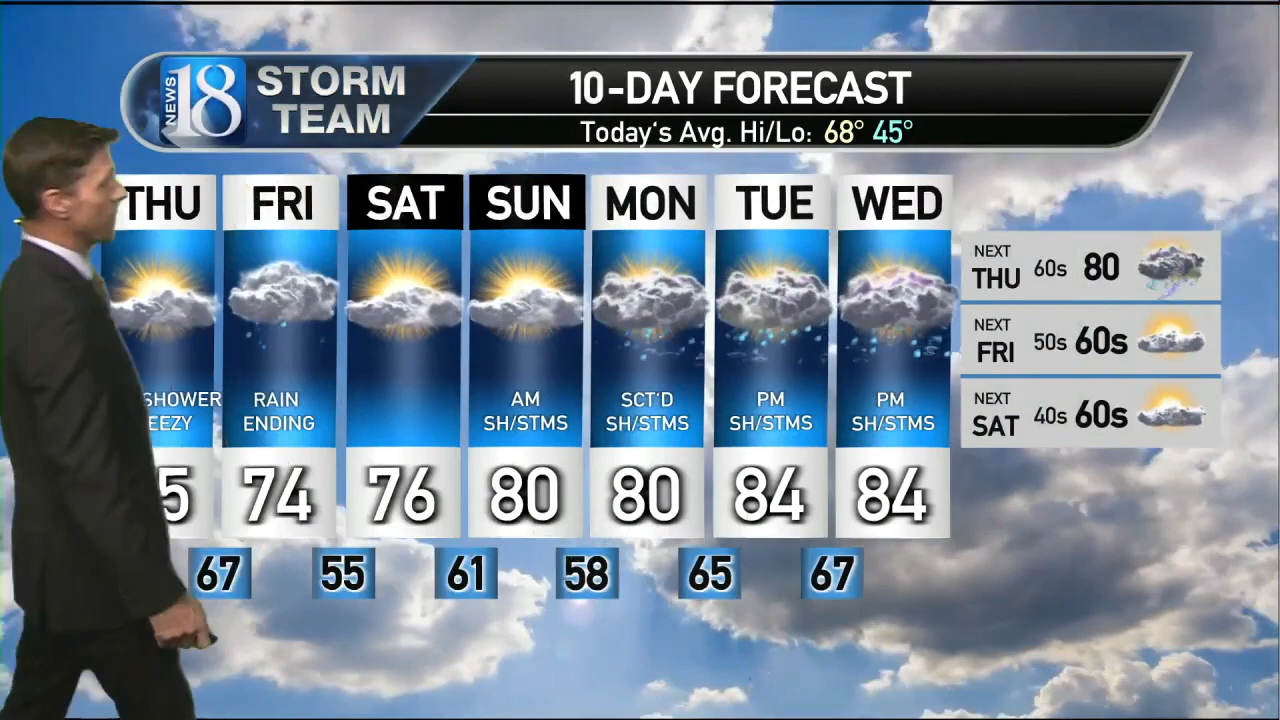 NEWS 18 STORM TEAM
10-DAY FORECAST
Today's Avg. Hi/Lo: 68° 45°
THU FRI SAT SUN MON TUE WED
RAIN ENDING
AM SH/STMS
SCT'D SH/STMS
PM SH/STMS
PM SH/STMS
5 74 76 80 80 84 84
67 55 61 58 65 67
NEXT THU 60s 80
NEXT FRI 50s 60s
NEXT SAT 40s 60s